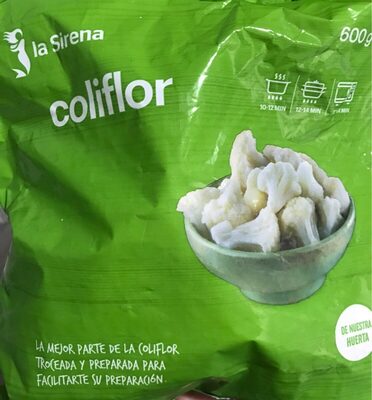 la Sirena
600g
coliflor
10-12 MIN
12-14 MIN
MIN
LA MEJOR PARTE DE LA COLIFLOR
TROCEADA Y PREPARADA PARA
FACILITARTE SU PREPARACIÓN.
DE NUESTRA
HUERTA